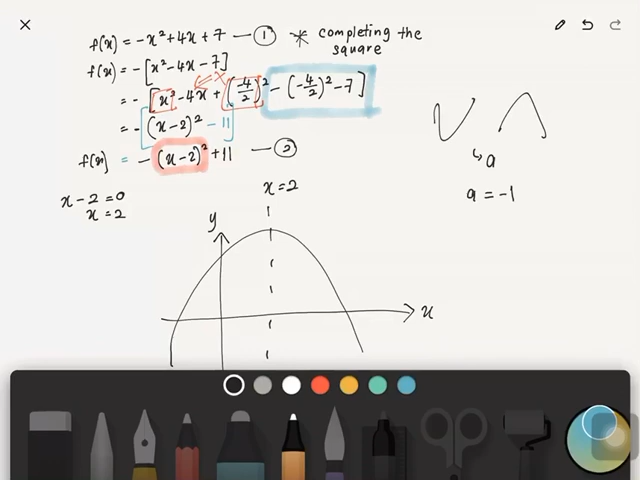 f(x) = -x² + 4x + 7 — ① * completing the square
f(x) = -[x² - 4x - 7]
= -[x² - 4x + (-4/2)² - (-4/2)² - 7]
= -(x - 2)² - 11
f(x) = -(x - 2)² + 11 — ②
x - 2 = 0
x = 2
x = 2
a
a = -1
y
x